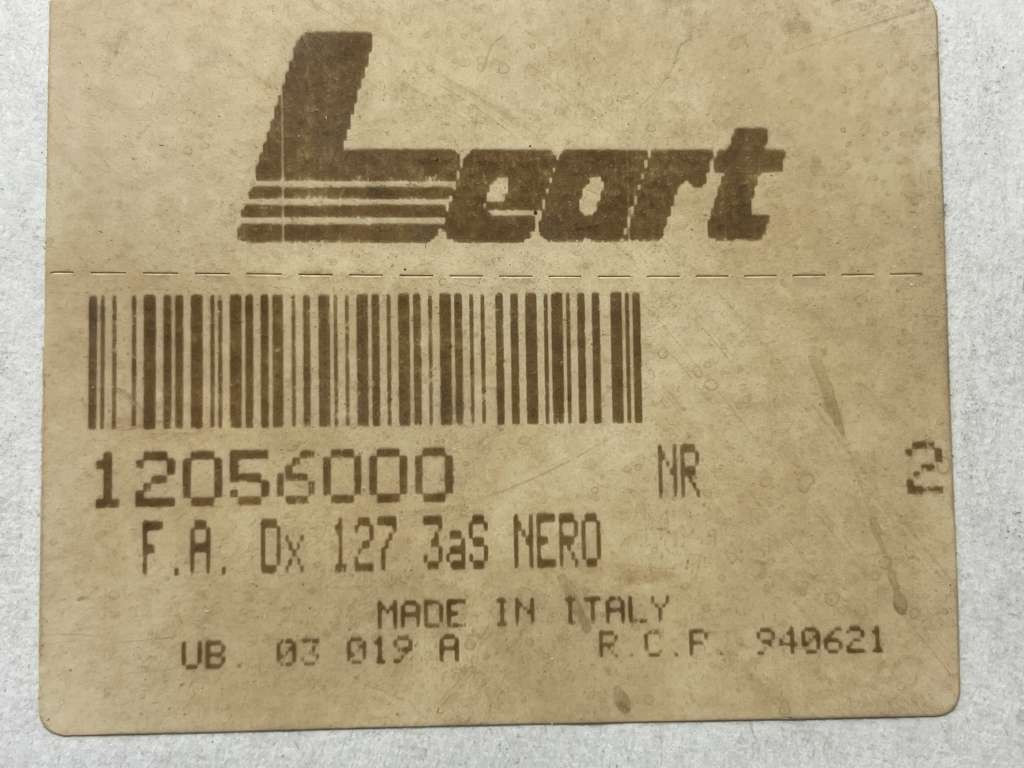 Leart
12056000 NR 2
F.A. Dx 127 3aS NERO
MADE IN ITALY
UB. 03 019 A R.C.P. 940621